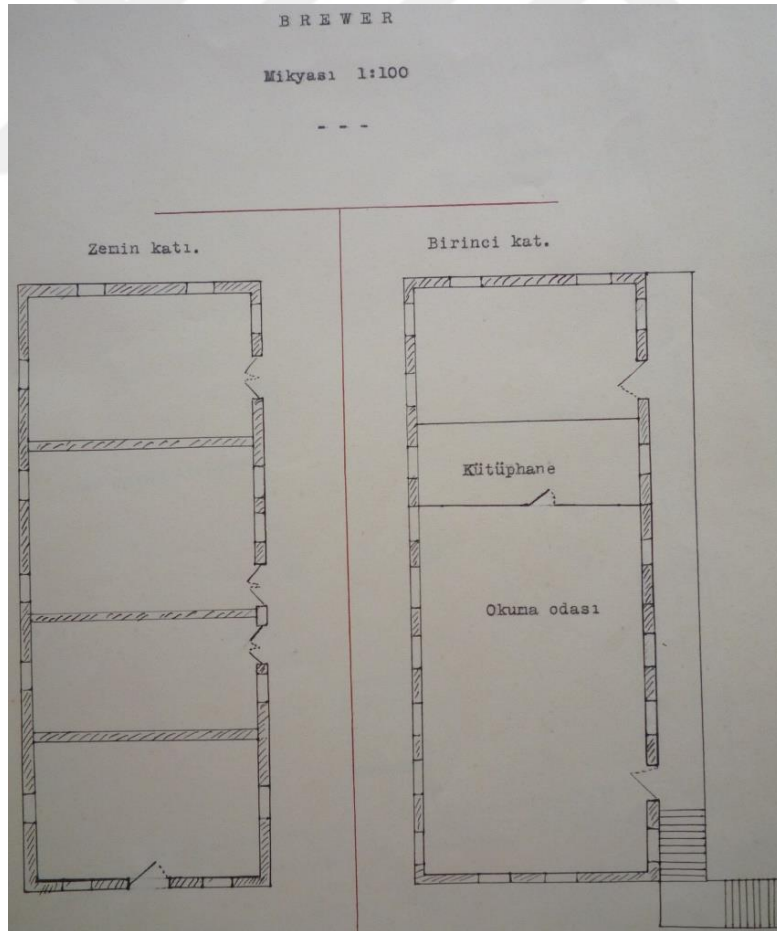 B R E W E R
Mikyası 1:100
- - -
Zemin katı.
Birinci kat.
Kütüphane
Okuma odası